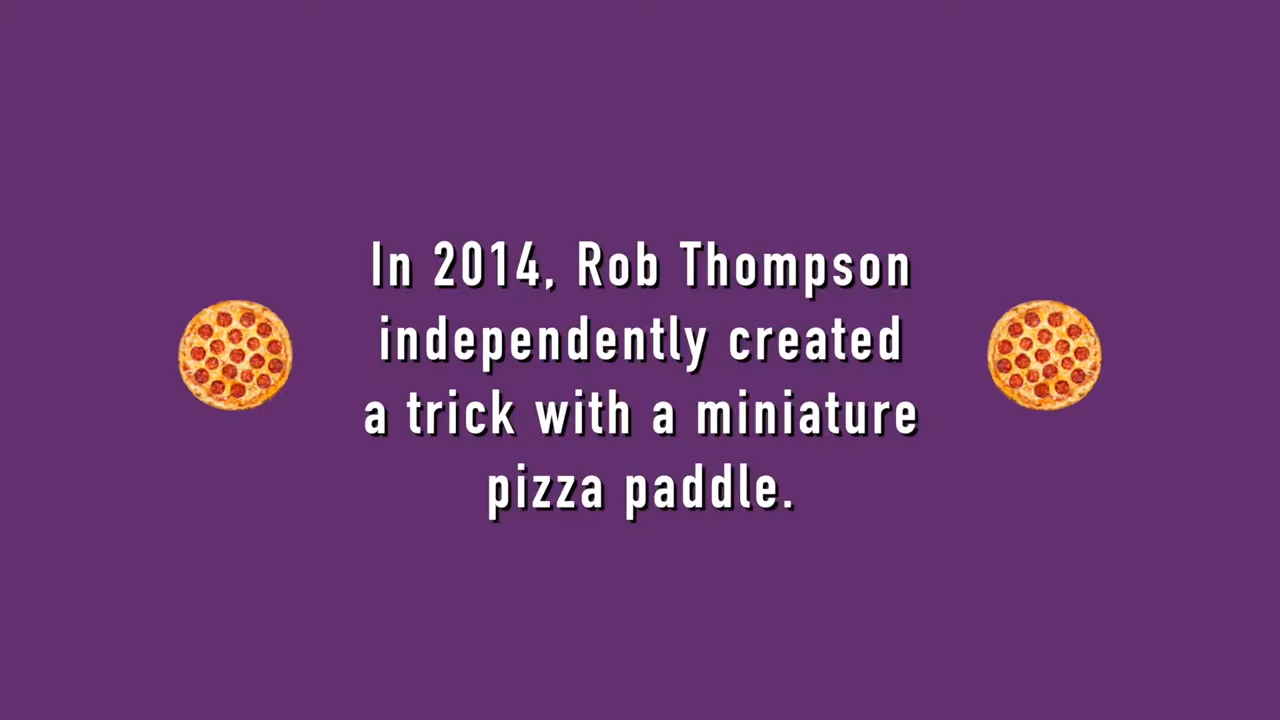 In 2014, Rob Thompson
independently created
a trick with a miniature
pizza paddle.